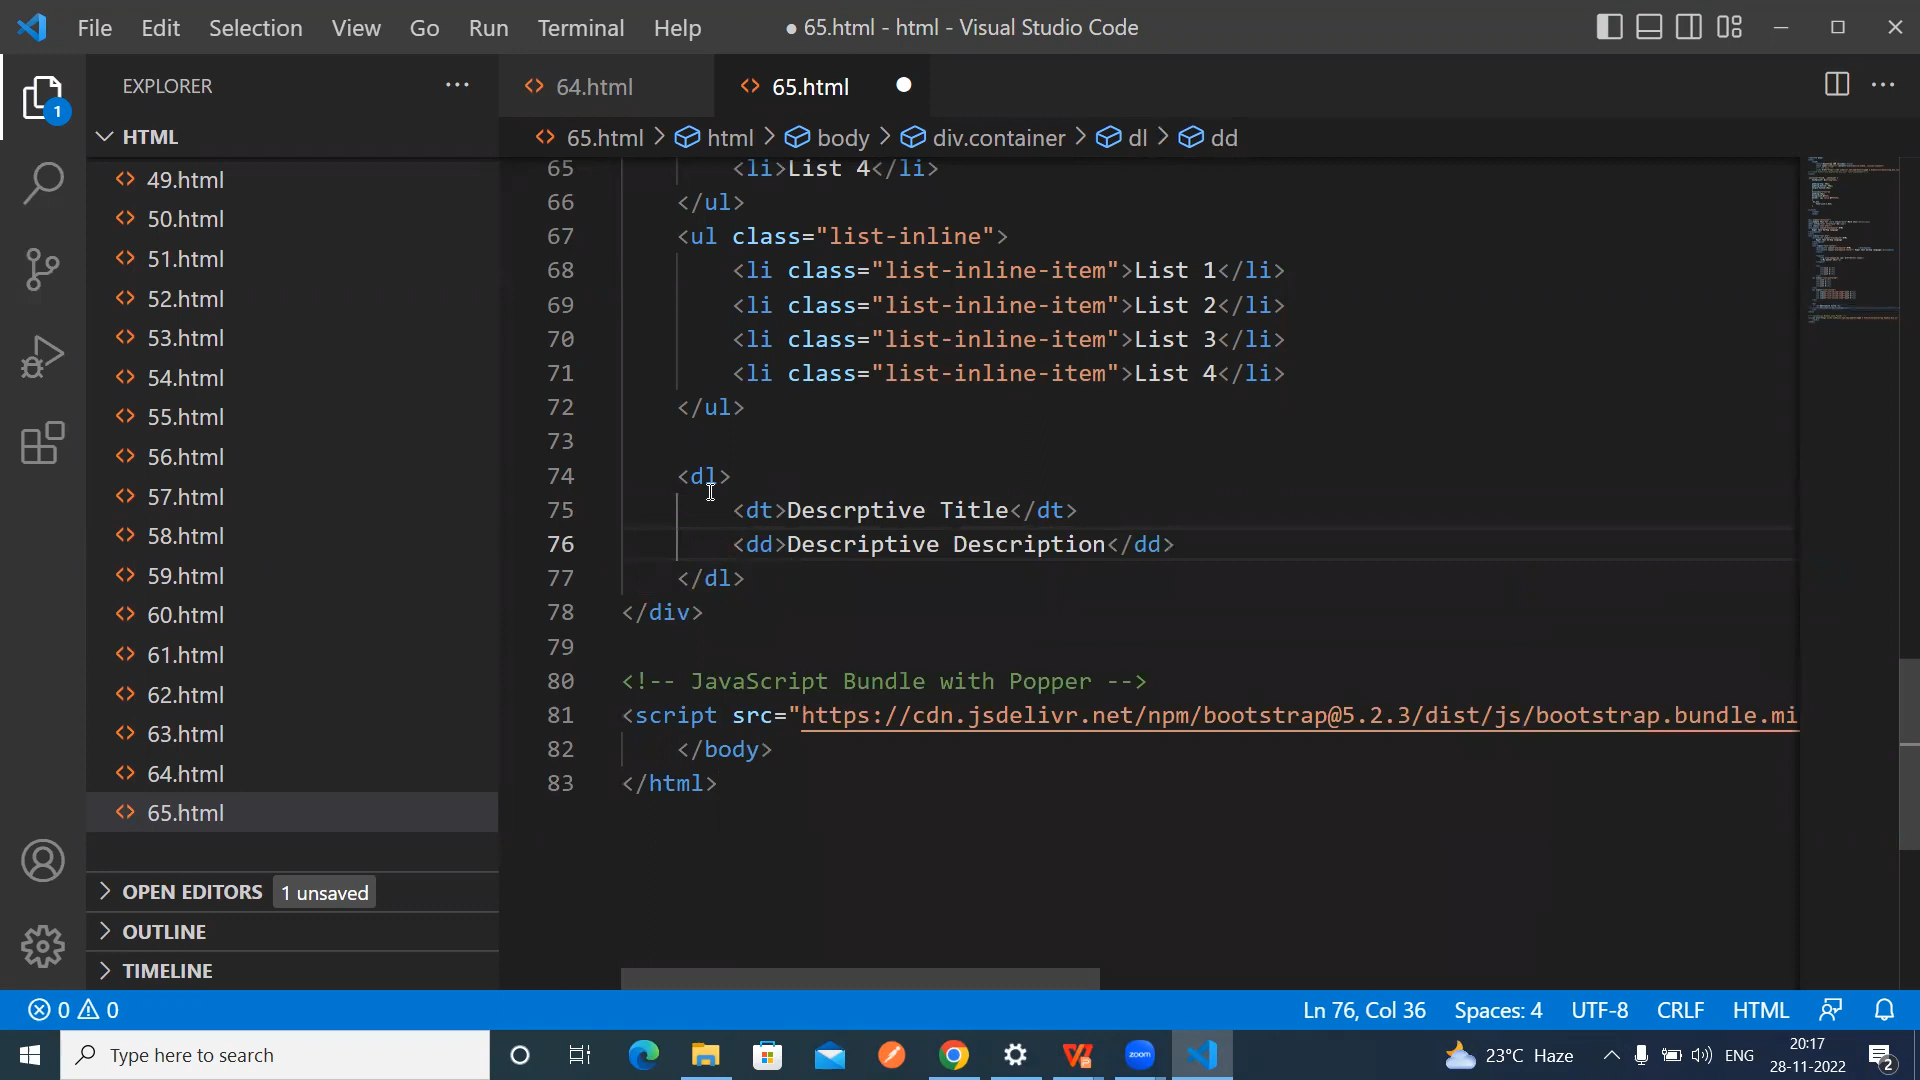 File Edit Selection View Go Run Terminal Help ● 65.html - html - Visual Studio Code
EXPLORER ···
64.html
65.html ●
HTML
65.html > html > body > div.container > dl > dd
49.html
50.html
51.html
52.html
53.html
54.html
55.html
56.html
57.html
58.html
59.html
60.html
61.html
62.html
63.html
64.html
65.html
OPEN EDITORS 1 unsaved
OUTLINE
TIMELINE
1
65 <li>List 4</li>
66 </ul>
67 <ul class="list-inline">
68 <li class="list-inline-item">List 1</li>
69 <li class="list-inline-item">List 2</li>
70 <li class="list-inline-item">List 3</li>
71 <li class="list-inline-item">List 4</li>
72 </ul>
73
74 <dl>
75 <dt>Descrptive Title</dt>
76 <dd>Descriptive Description</dd>
77 </dl>
78 </div>
79
80 <!-- JavaScript Bundle with Popper -->
81 <script src="https://cdn.jsdelivr.net/npm/bootstrap@5.2.3/dist/js/bootstrap.bundle.mi
82 </body>
83 </html>
0 0 Ln 76, Col 36 Spaces: 4 UTF-8 CRLF HTML
Type here to search
zoom
23°C Haze
ENG
20:17
28-11-2022
2